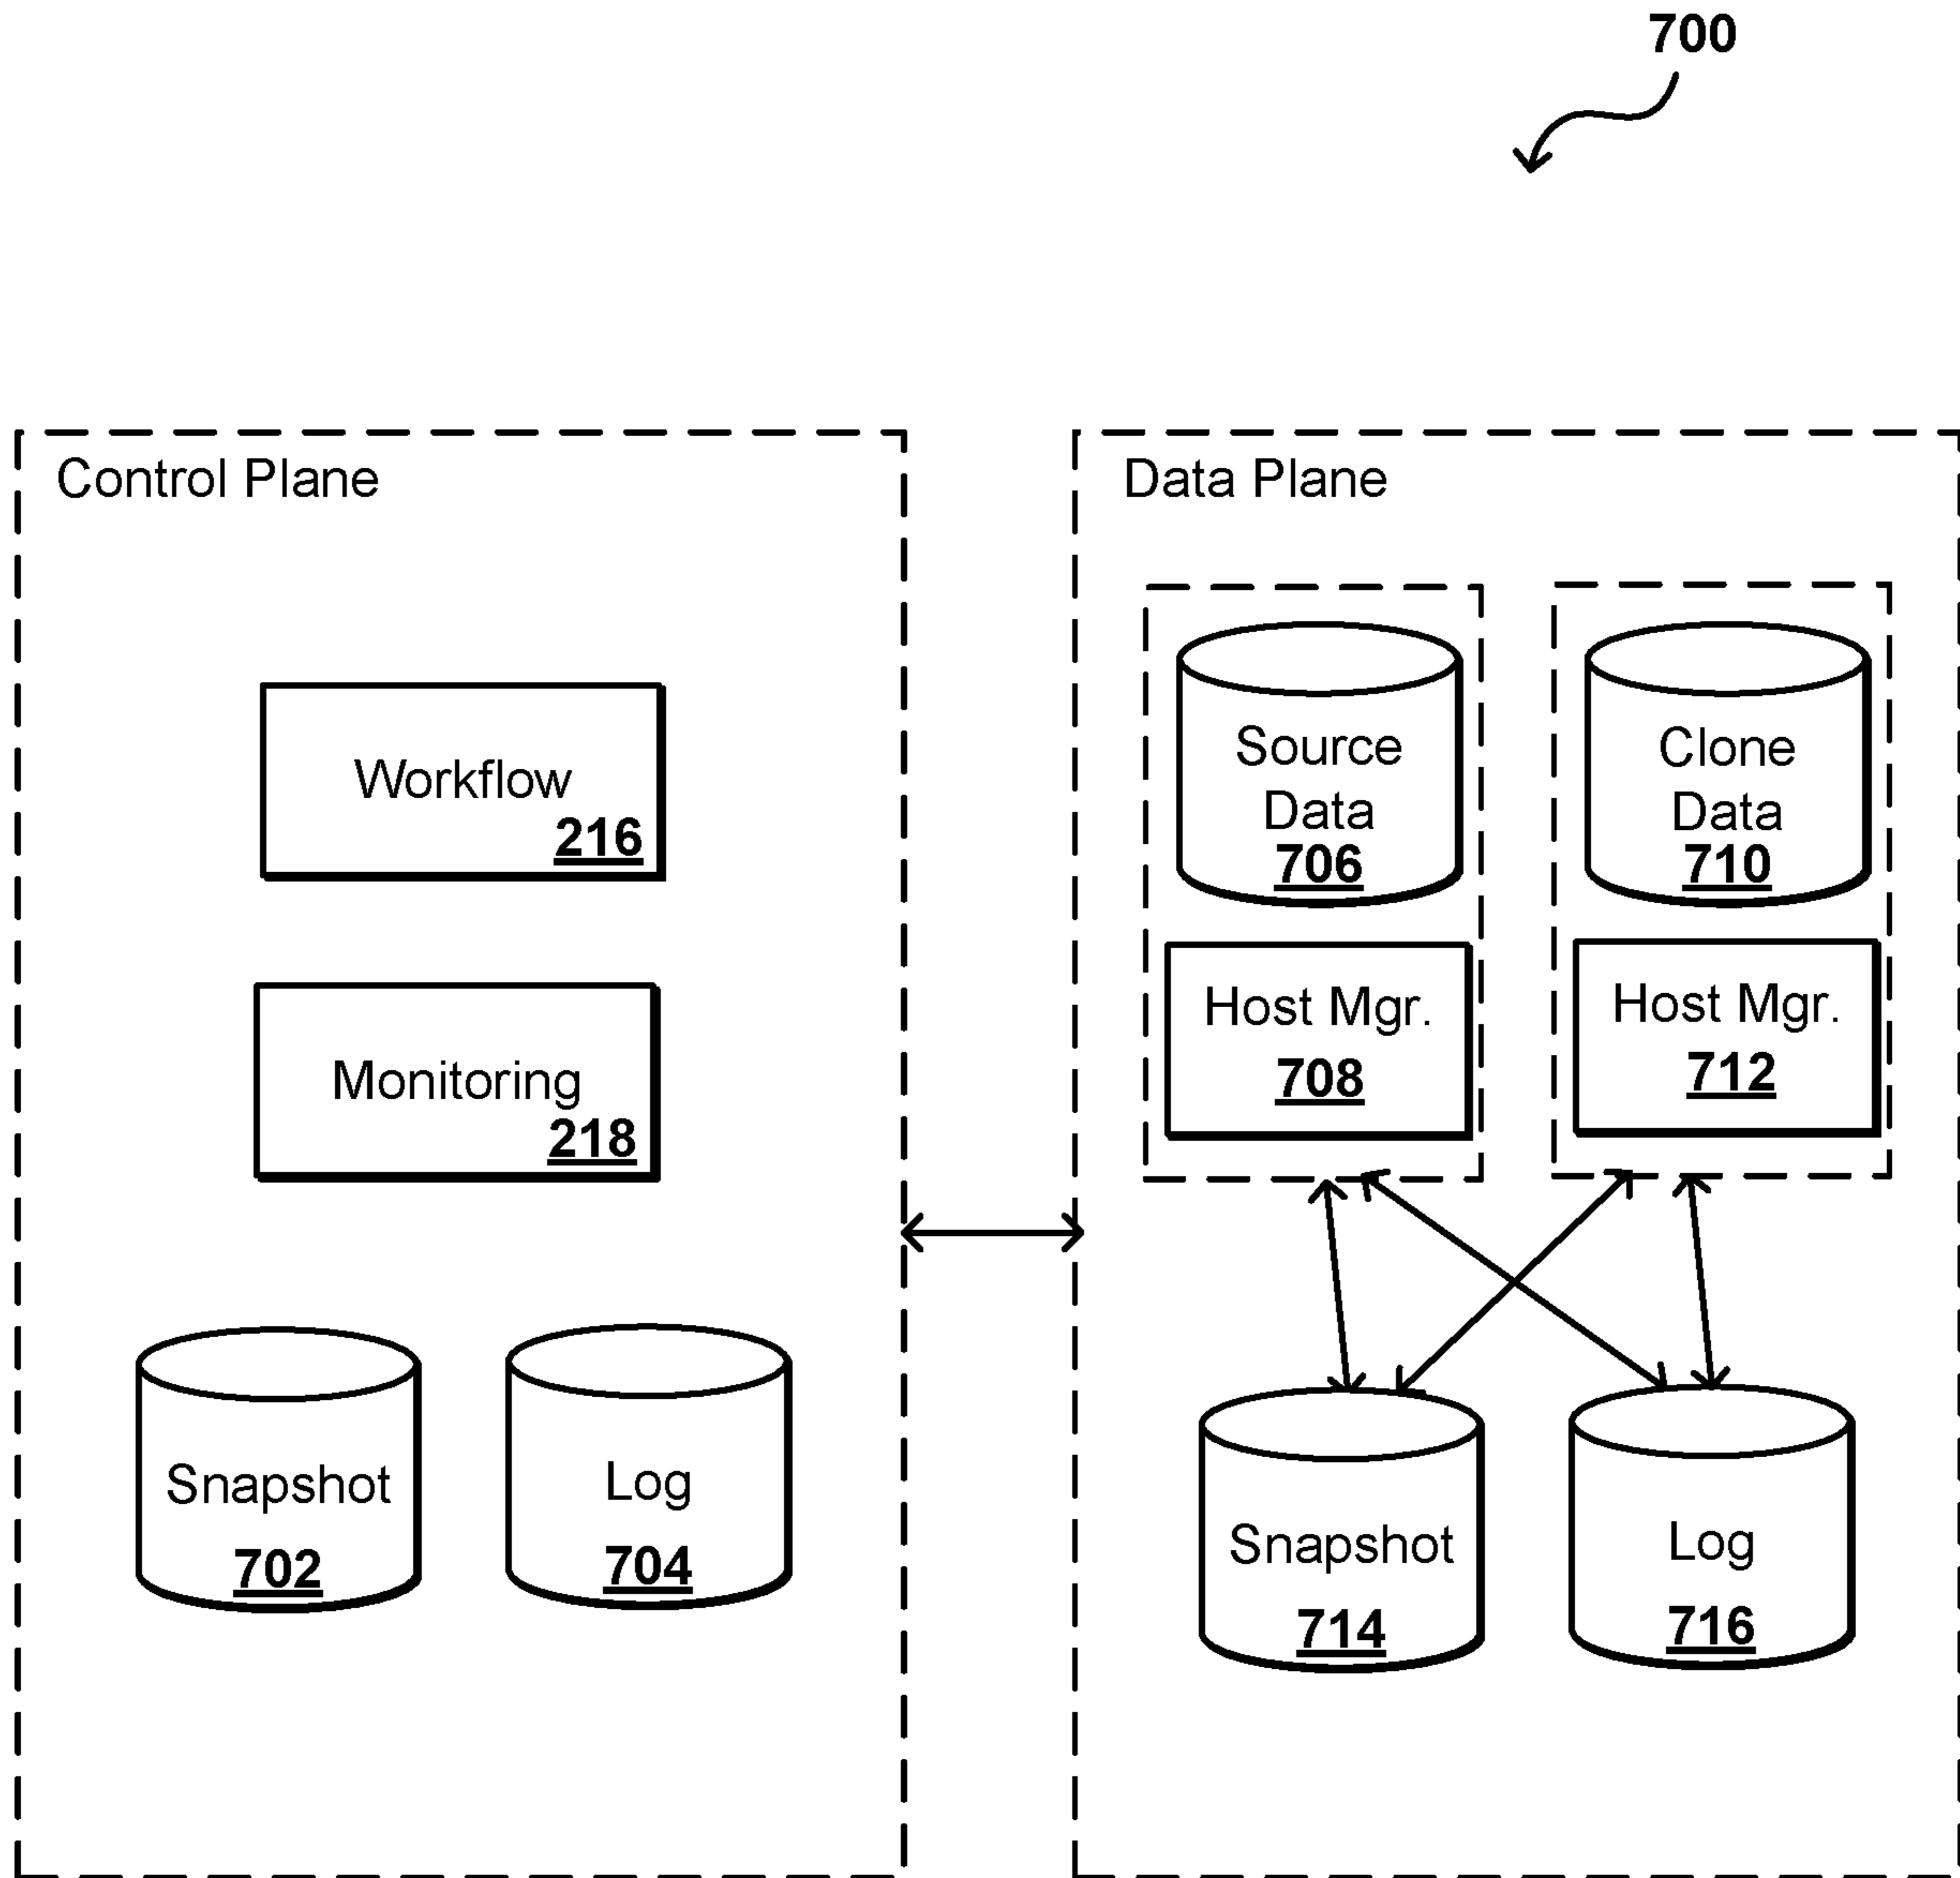 700
Control Plane
Workflow
216
Monitoring
218
Snapshot
702
Log
704
Data Plane
Source
Data
706
Host Mgr.
708
Clone
Data
710
Host Mgr.
712
Snapshot
714
Log
716